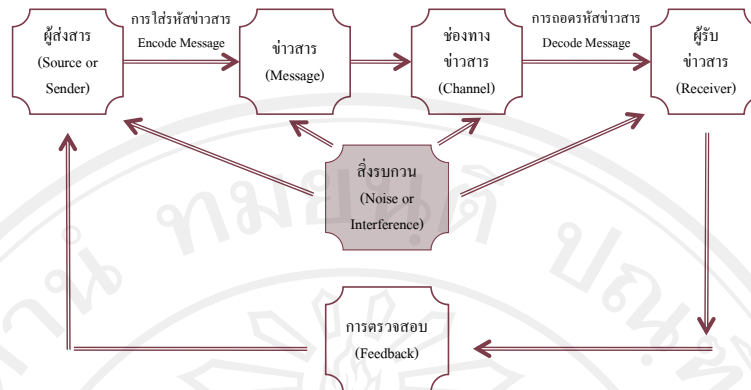 ผู้ส่งสาร
(Source or
Sender)
การใส่รหัสข่าวสาร
Encode Message
ข่าวสาร
(Message)
ช่องทาง
ข่าวสาร
(Channel)
การถอดรหัสข่าวสาร
Decode Message
ผู้รับ
ข่าวสาร
(Receiver)
สิ่งรบกวน
(Noise or
Interference)
การตรวจสอบ
(Feedback)